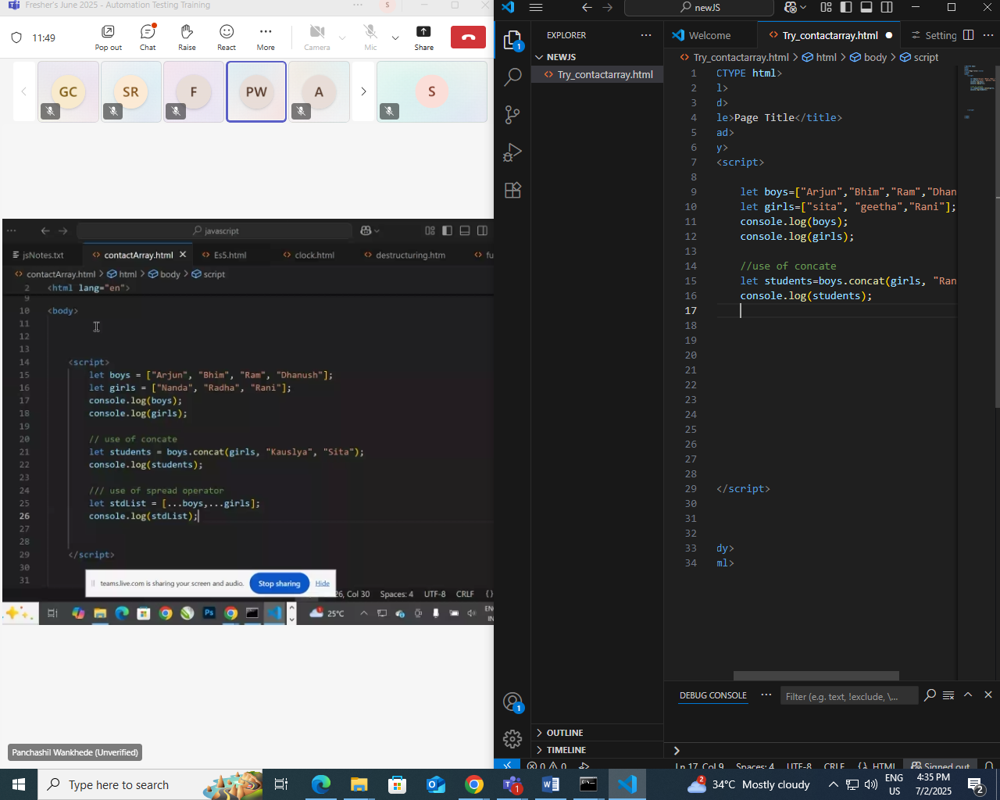 Fresher's June 2025 - Automation Testing Training
S
11:49
Pop out
Chat
Raise
React
More
Camera
Mic
Share
GC
SR
F
PW
A
S
javascript
jsNotes.txt
contactArray.html
Es5.html
clock.html
destructuring.htm
fu
contactArray.html > html > body > script
2 <html lang="en">
9
10 <body>
11
12
13
14 <script>
15 let boys = ["Arjun", "Bhim", "Ram", "Dhanush"];
16 let girls = ["Nanda", "Radha", "Rani"];
17 console.log(boys);
18 console.log(girls);
19
20 // use of concate
21 let students = boys.concat(girls, "Kauslya", "Sita");
22 console.log(students);
23
24 /// use of spread operator
25 let stdList = [...boys,...girls];
26 console.log(stdList);
27
28
29 </script>
30
31
teams.live.com is sharing your screen and audio.
Stop sharing
Hide
26, Col 30
Spaces: 4
UTF-8
CRLF
{}
25°C
Panchashil Wankhede (Unverified)
newJS
EXPLORER
NEWJS
Try_contactarray.html
OUTLINE
TIMELINE
Welcome
Try_contactarray.html
Setting
Try_contactarray.html > html > body > script
1 CTYPE html>
2 l>
3 d>
4 le>Page Title</title>
5 ad>
6 y>
7 <script>
8
9 let boys=["Arjun","Bhim","Ram","Dhan
10 let girls=["sita", "geetha","Rani"];
11 console.log(boys);
12 console.log(girls);
13
14 //use of concate
15 let students=boys.concat(girls, "Ran
16 console.log(students);
17
18
19
20
21
22
23
24
25
26
27
28
29 </script>
30
31
32
33 dy>
34 ml>
DEBUG CONSOLE
Filter (e.g. text, !exclude, \...
0 0
Ln 17, Col 9
Spaces: 4
UTF-8
CRLF
{} HTML
Signed out
Type here to search
34°C Mostly cloudy
ENG
US
4:35 PM
7/2/2025
2